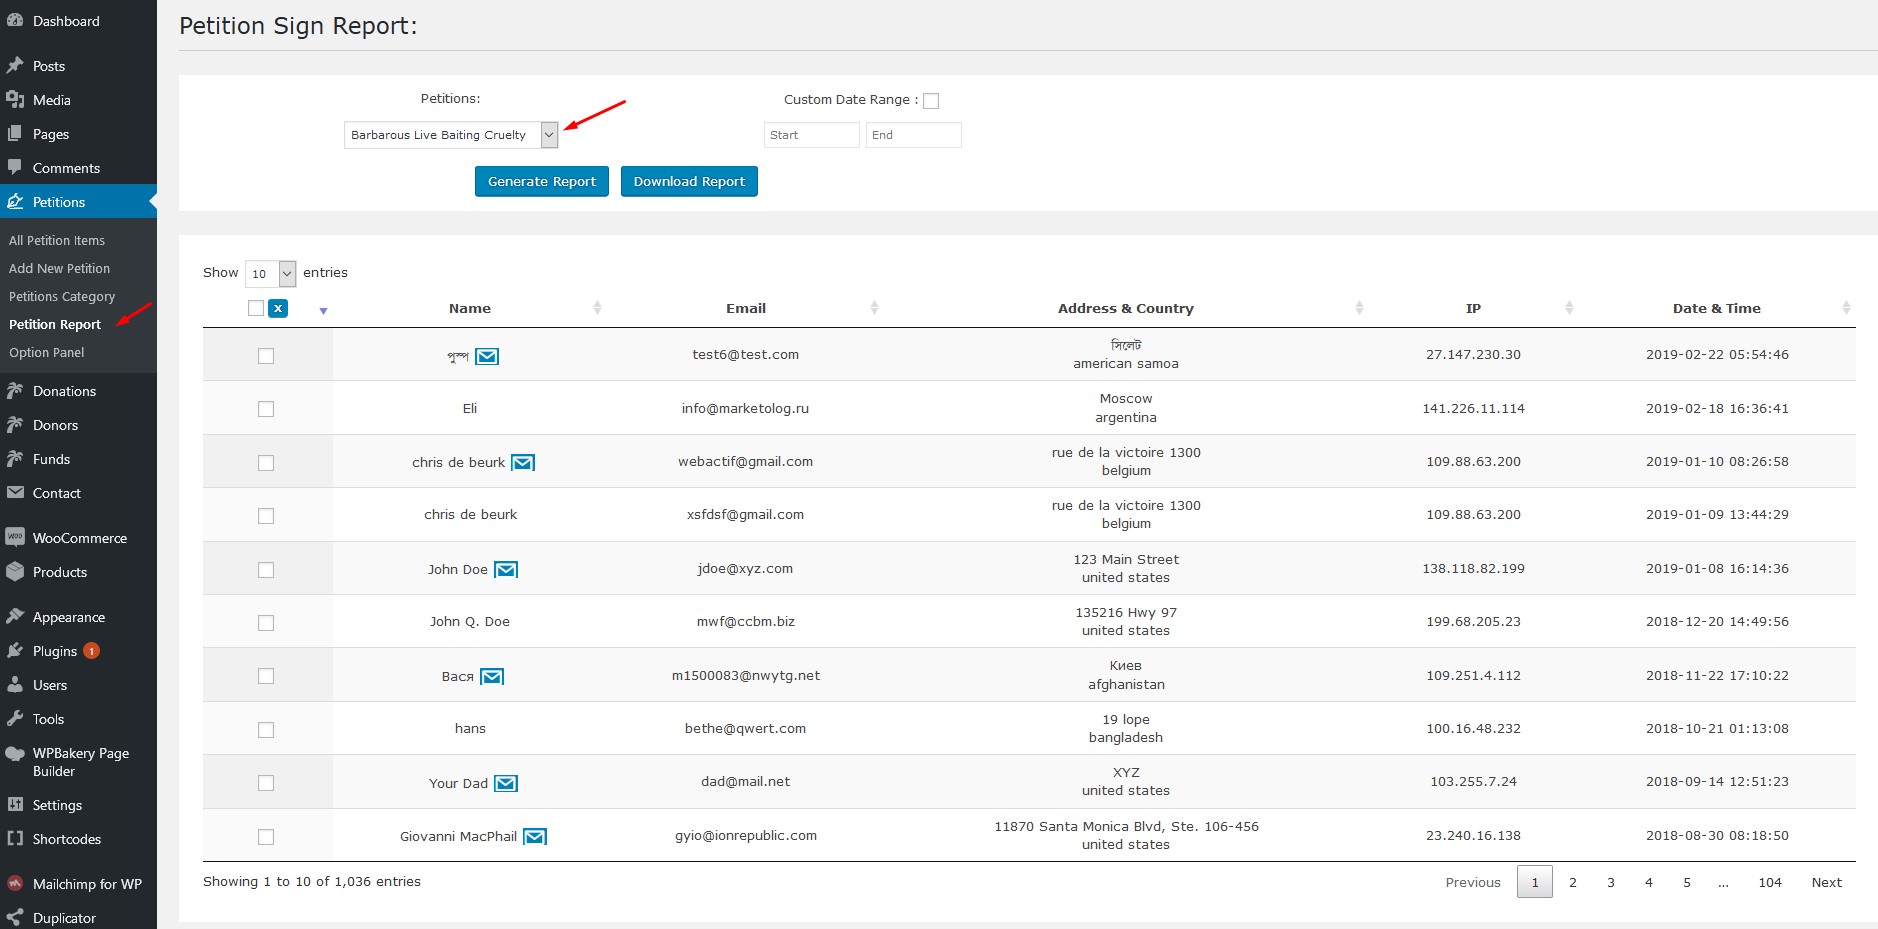 Dashboard
Posts
Media
Pages
Comments
Petitions
All Petition Items
Add New Petition
Petitions Category
Petition Report
Option Panel
Donations
Donors
Funds
Contact
WooCommerce
Products
Appearance
Plugins 1
Users
Tools
WPBakery Page
Builder
Settings
Shortcodes
Mailchimp for WP
Duplicator
Petition Sign Report:
Petitions:
Custom Date Range :
Barbarous Live Baiting Cruelty
Start End
Generate Report Download Report
Show 10 entries
x Name Email Address & Country IP Date & Time
পুস্প test6@test.com সিলেট
american samoa 27.147.230.30 2019-02-22 05:54:46
Eli info@marketolog.ru Moscow
argentina 141.226.11.114 2019-02-18 16:36:41
chris de beurk webactif@gmail.com rue de la victoire 1300
belgium 109.88.63.200 2019-01-10 08:26:58
chris de beurk xsfdsf@gmail.com rue de la victoire 1300
belgium 109.88.63.200 2019-01-09 13:44:29
John Doe jdoe@xyz.com 123 Main Street
united states 138.118.82.199 2019-01-08 16:14:36
John Q. Doe mwf@ccbm.biz 135216 Hwy 97
united states 199.68.205.23 2018-12-20 14:49:56
Вася m1500083@nwytg.net Киев
afghanistan 109.251.4.112 2018-11-22 17:10:22
hans bethe@qwert.com 19 lope
bangladesh 100.16.48.232 2018-10-21 01:13:08
Your Dad dad@mail.net XYZ
united states 103.255.7.24 2018-09-14 12:51:23
Giovanni MacPhail gyio@ionrepublic.com 11870 Santa Monica Blvd, Ste. 106-456
united states 23.240.16.138 2018-08-30 08:18:50
Showing 1 to 10 of 1,036 entries
Previous 1 2 3 4 5 ... 104 Next